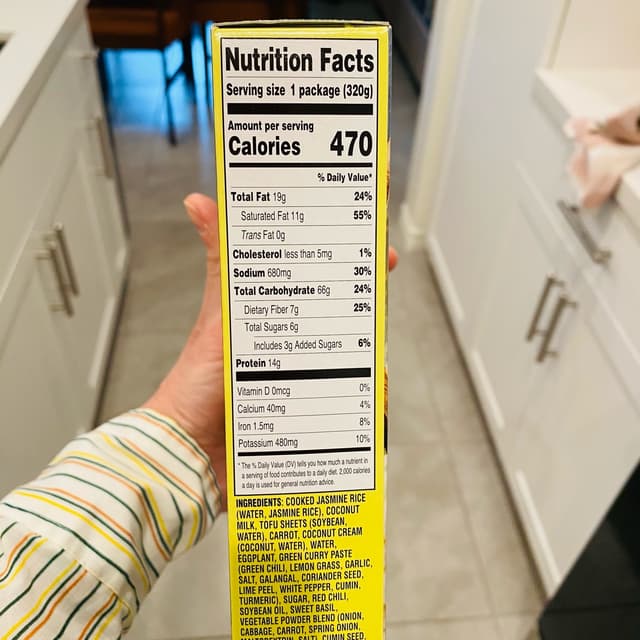 Nutrition Facts
Serving size 1 package (320g)
Amount per serving
Calories 470
% Daily Value*
Total Fat 19g 24%
Saturated Fat 11g 55%
Trans Fat 0g
Cholesterol less than 5mg 1%
Sodium 680mg 30%
Total Carbohydrate 66g 24%
Dietary Fiber 7g 25%
Total Sugars 6g
Includes 3g Added Sugars 6%
Protein 14g
Vitamin D 0mcg 0%
Calcium 40mg 4%
Iron 1.5mg 8%
Potassium 480mg 10%
* The % Daily Value (DV) tells you how much a nutrient in
a serving of food contributes to a daily diet. 2,000 calories
a day is used for general nutrition advice.
INGREDIENTS: COOKED JASMINE RICE
(WATER, JASMINE RICE), COCONUT
MILK, TOFU SHEETS (SOYBEAN,
WATER), CARROT, COCONUT CREAM
(COCONUT, WATER), WATER,
EGGPLANT, GREEN CURRY PASTE
(GREEN CHILI, LEMON GRASS, GARLIC,
SALT, GALANGAL, CORIANDER SEED,
LIME PEEL, WHITE PEPPER, CUMIN,
TURMERIC), SUGAR, RED CHILI,
SOYBEAN OIL, SWEET BASIL,
VEGETABLE POWDER BLEND (ONION,
CABBAGE, CARROT, SPRING ONION,
MALTODEXTRIN, SALT), CUMIN SEED,